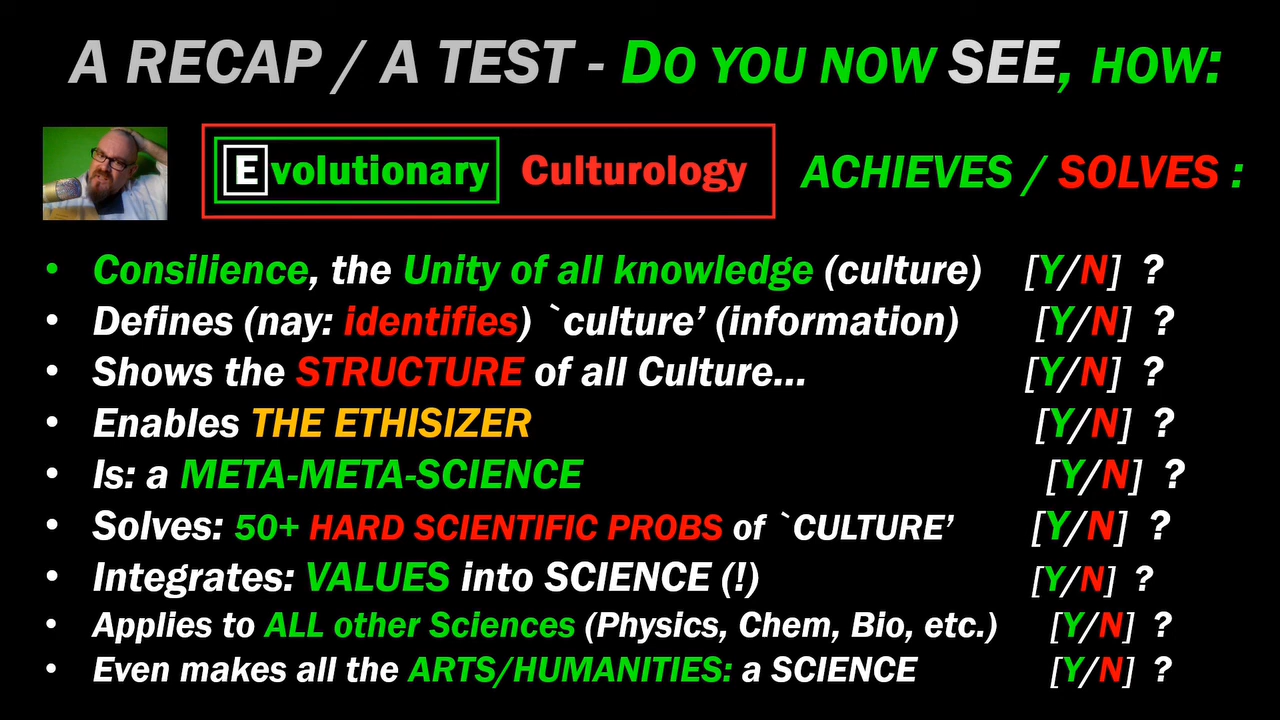 A RECAP / A TEST - DO YOU NOW SEE, HOW:
Evolutionary Culturology ACHIEVES / SOLVES :
• Consilience, the Unity of all knowledge (culture) [Y/N] ?
• Defines (nay: identifies) `culture’ (information) [Y/N] ?
• Shows the STRUCTURE of all Culture... [Y/N] ?
• Enables THE ETHISIZER [Y/N] ?
• Is: a META-META-SCIENCE [Y/N] ?
• Solves: 50+ HARD SCIENTIFIC PROBS of `CULTURE’ [Y/N] ?
• Integrates: VALUES into SCIENCE (!) [Y/N] ?
• Applies to ALL other Sciences (Physics, Chem, Bio, etc.) [Y/N] ?
• Even makes all the ARTS/HUMANITIES: a SCIENCE [Y/N] ?